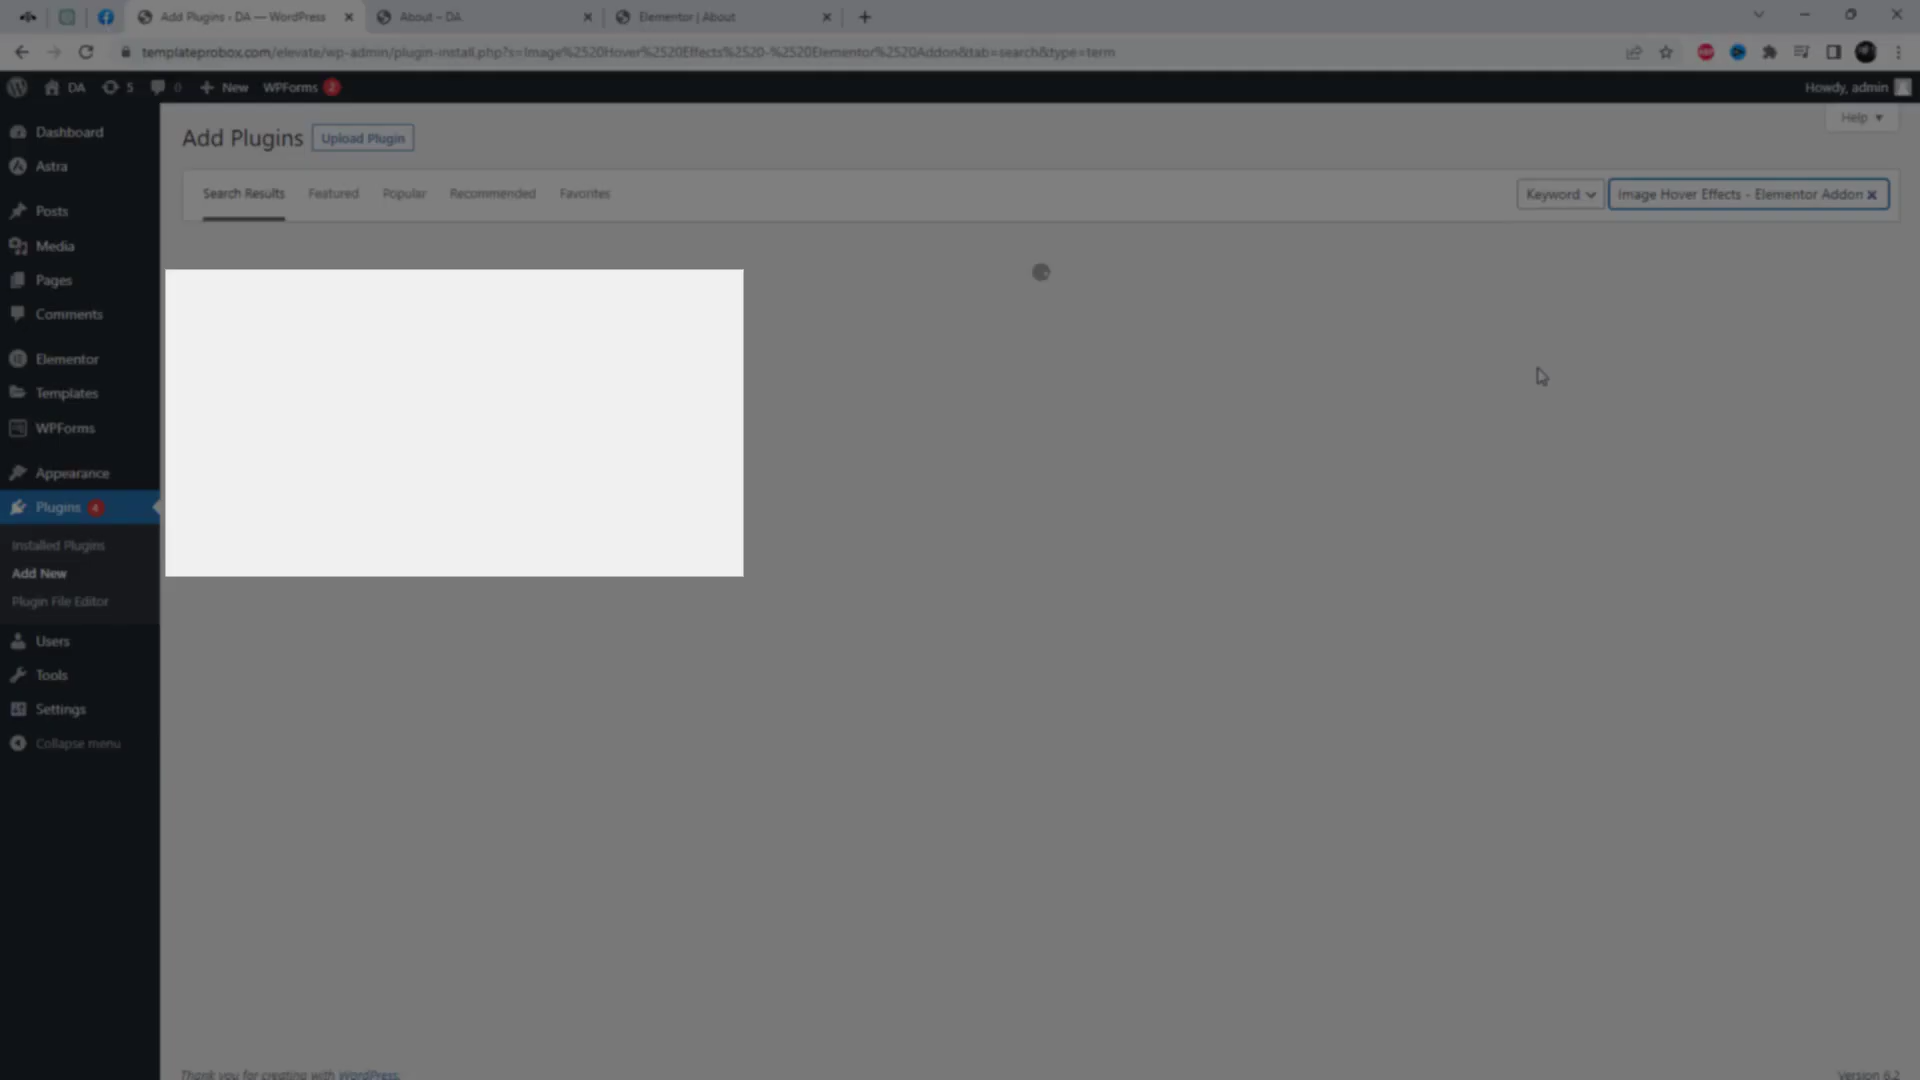 Add Plugins ‹ DA — WordPress
About – DA
Elementor | About
templateprobox.com/elevate/wp-admin/plugin-install.php?s=Image%2520Hover%2520Effects%2520-%2520Elementor%2520Addon&tab=search&type=term
DA 5 0 New WPForms 2
Howdy, admin
Dashboard
Astra
Posts
Media
Pages
Comments
Elementor
Templates
WPForms
Appearance
Plugins 4
Installed Plugins
Add New
Plugin File Editor
Users
Tools
Settings
Collapse menu
Help
Add Plugins Upload Plugin
Search Results Featured Popular Recommended Favorites
Keyword Image Hover Effects - Elementor Addon
Thank you for creating with WordPress.
Version 6.2